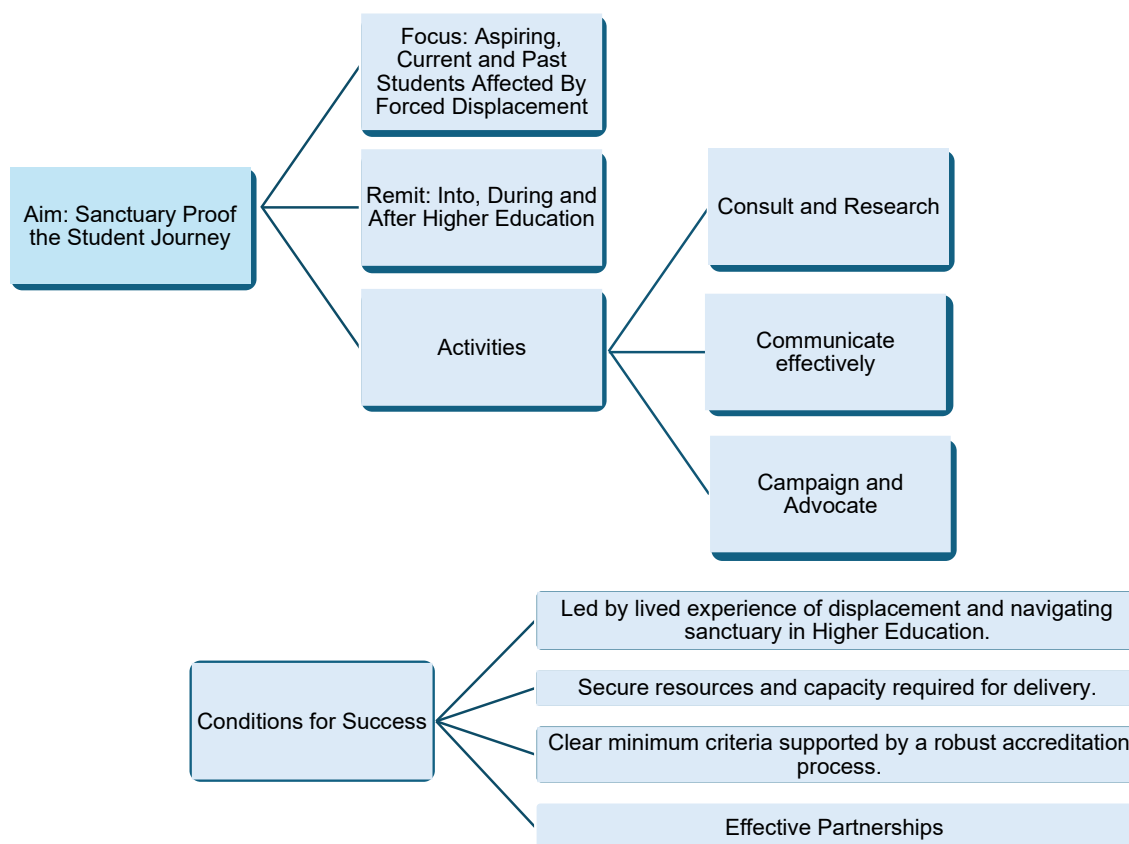 Focus: Aspiring,
Current and Past
Students Affected By
Forced Displacement
Aim: Sanctuary Proof
the Student Journey
Remit: Into, During and
After Higher Education
Activities
Consult and Research
Communicate
effectively
Campaign and
Advocate
Conditions for Success
Led by lived experience of displacement and navigating
sanctuary in Higher Education.
Secure resources and capacity required for delivery.
Clear minimum criteria supported by a robust accreditation
process.
Effective Partnerships